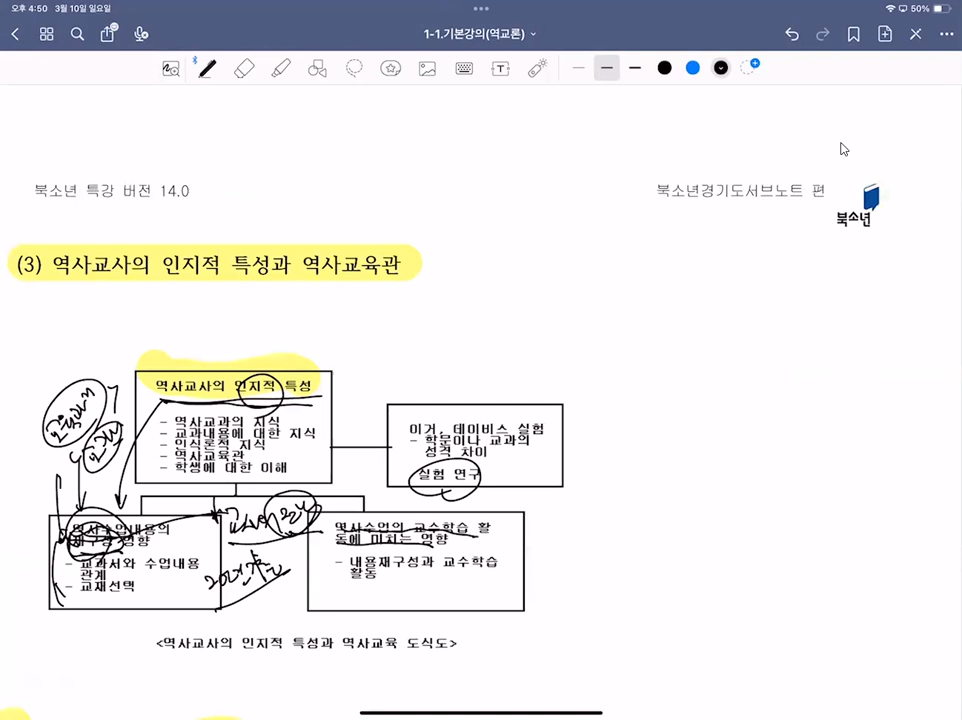 오후 4:50 3월 10일 일요일
50%
1-1.기본강의(역교론)
북소년 특강 버전 14.0
북소년경기도서브노트 편
북소년
(3) 역사교사의 인지적 특성과 역사교육관
역사교사의 인지적 특성
- 역사교과의 지식
- 교과내용에 대한 지식
- 인식론적 지식
- 역사교육관
- 학생에 대한 이해
이거, 데이비스 실험
- 학문이나 교과의
성격 차이
실험 연구
교육과정
교과서
역사수업내용의
재구성 영향
- 교과서와 수업내용
관계
- 교재선택
역사수업의 교수학습 활
동에 미치는 영향
- 내용재구성과 교수학습
활동
<역사교사의 인지적 특성과 역사교육 도식도>